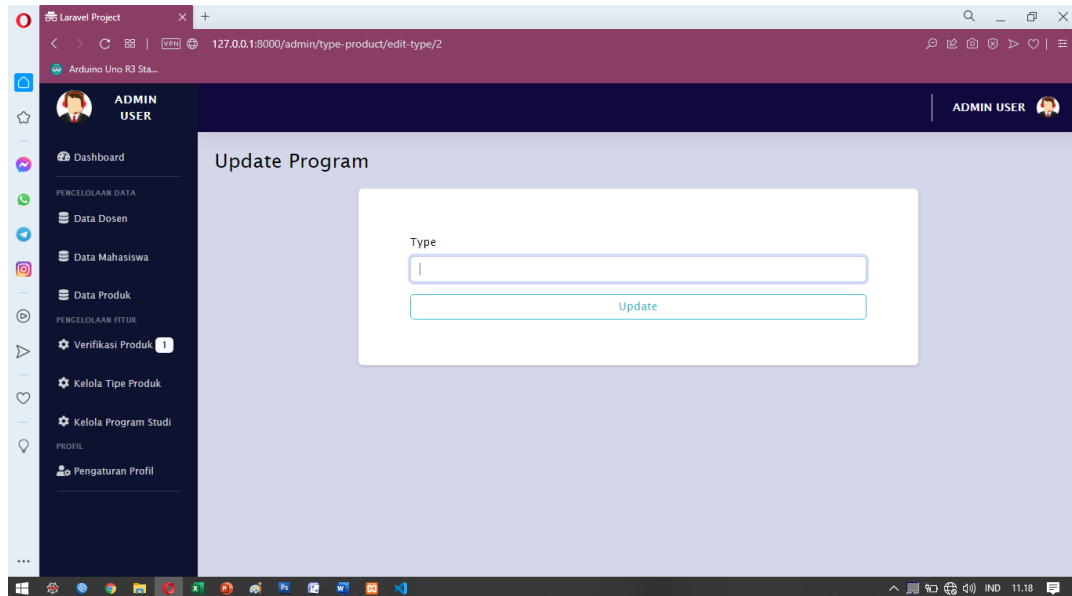 Laravel Project
VPN
127.0.0.1:8000/admin/type-product/edit-type/2
Arduino Uno R3 Sta...
ADMIN
USER
ADMIN USER
Dashboard
Update Program
PENGELOLAAN DATA
Data Dosen
Type
Data Mahasiswa
Data Produk
Update
PENGELOLAAN FITUR
Verifikasi Produk 1
Kelola Tipe Produk
Kelola Program Studi
PROFIL
Pengaturan Profil
IND 11.18